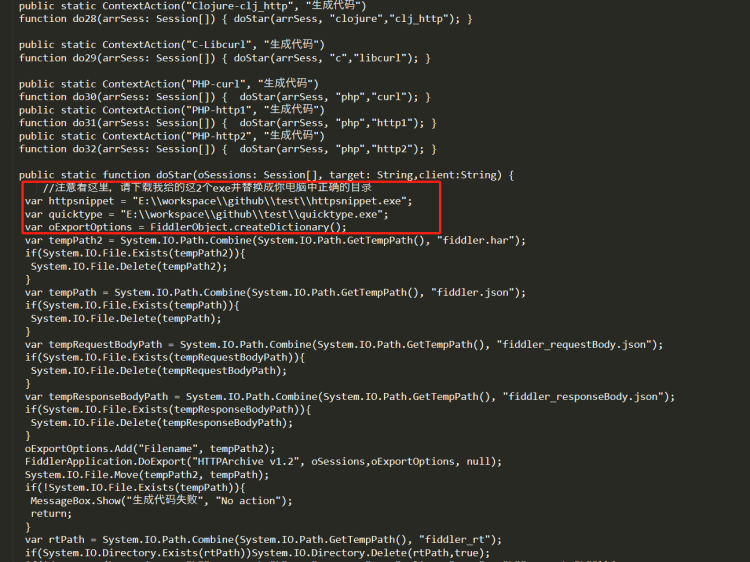 public static ContextAction("Clojure-clj_http", "生成代码")
function do28(arrSess: Session[]) { doStar(arrSess, "clojure","clj_http"); }
public static ContextAction("C-Libcurl", "生成代码")
function do29(arrSess: Session[]) { doStar(arrSess, "c","libcurl"); }
public static ContextAction("PHP-curl", "生成代码")
function do30(arrSess: Session[]) {  doStar(arrSess, "php","curl"); }
public static ContextAction("PHP-http1", "生成代码")
function do31(arrSess: Session[]) {  doStar(arrSess, "php","http1"); }
public static ContextAction("PHP-http2", "生成代码")
function do32(arrSess: Session[]) {  doStar(arrSess, "php","http2"); }
public static function doStar(oSessions: Session[], target: String,client:String) {
//注意看这里，请下载我给的这2个exe并替换成你电脑中正确的目录
var httpsnippet = "E:\\workspace\\github\\test\\httpsnippet.exe";
var quicktype = "E:\\workspace\\github\\test\\quicktype.exe";
var oExportOptions = FiddlerObject.createDictionary();
var tempPath2 = System.IO.Path.Combine(System.IO.Path.GetTempPath(), "fiddler.har");
if(System.IO.File.Exists(tempPath2)){
System.IO.File.Delete(tempPath2);
}
var tempPath = System.IO.Path.Combine(System.IO.Path.GetTempPath(), "fiddler.json");
if(System.IO.File.Exists(tempPath)){
System.IO.File.Delete(tempPath);
}
var tempRequestBodyPath = System.IO.Path.Combine(System.IO.Path.GetTempPath(), "fiddler_requestBody.json");
if(System.IO.File.Exists(tempRequestBodyPath)){
System.IO.File.Delete(tempRequestBodyPath);
}
var tempResponseBodyPath = System.IO.Path.Combine(System.IO.Path.GetTempPath(), "fiddler_responseBody.json");
if(System.IO.File.Exists(tempResponseBodyPath)){
System.IO.File.Delete(tempResponseBodyPath);
}
oExportOptions.Add("Filename", tempPath2);
FiddlerApplication.DoExport("HTTPArchive v1.2", oSessions,oExportOptions, null);
System.IO.File.Move(tempPath2, tempPath);
if(!System.IO.File.Exists(tempPath)){
MessageBox.Show("生成代码失败", "No action");
return;
}
var rtPath = System.IO.Path.Combine(System.IO.Path.GetTempPath(), "fiddler_rt");
if(System.IO.Directory.Exists(rtPath))System.IO.Directory.Delete(rtPath,true);